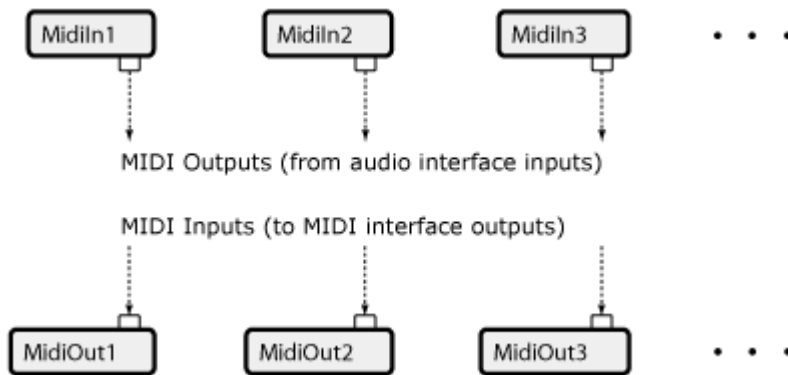 MidiIn1 MidiIn2 MidiIn3 • • •
MIDI Outputs (from audio interface inputs)
MIDI Inputs (to MIDI interface outputs)
MidiOut1 MidiOut2 MidiOut3 • • •